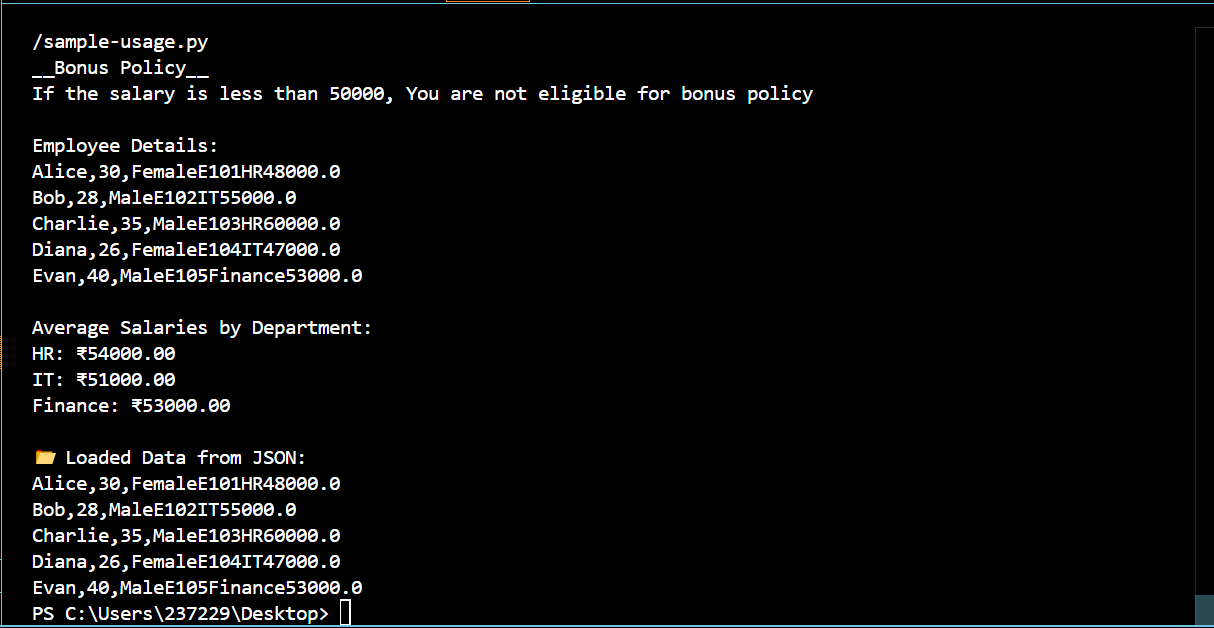 /sample-usage.py
__Bonus Policy__
If the salary is less than 50000, You are not eligible for bonus policy
Employee Details:
Alice,30,FemaleE101HR48000.0
Bob,28,MaleE102IT55000.0
Charlie,35,MaleE103HR60000.0
Diana,26,FemaleE104IT47000.0
Evan,40,MaleE105Finance53000.0
Average Salaries by Department:
HR: ₹54000.00
IT: ₹51000.00
Finance: ₹53000.00
📂 Loaded Data from JSON:
Alice,30,FemaleE101HR48000.0
Bob,28,MaleE102IT55000.0
Charlie,35,MaleE103HR60000.0
Diana,26,FemaleE104IT47000.0
Evan,40,MaleE105Finance53000.0
PS C:\Users\237229\Desktop>